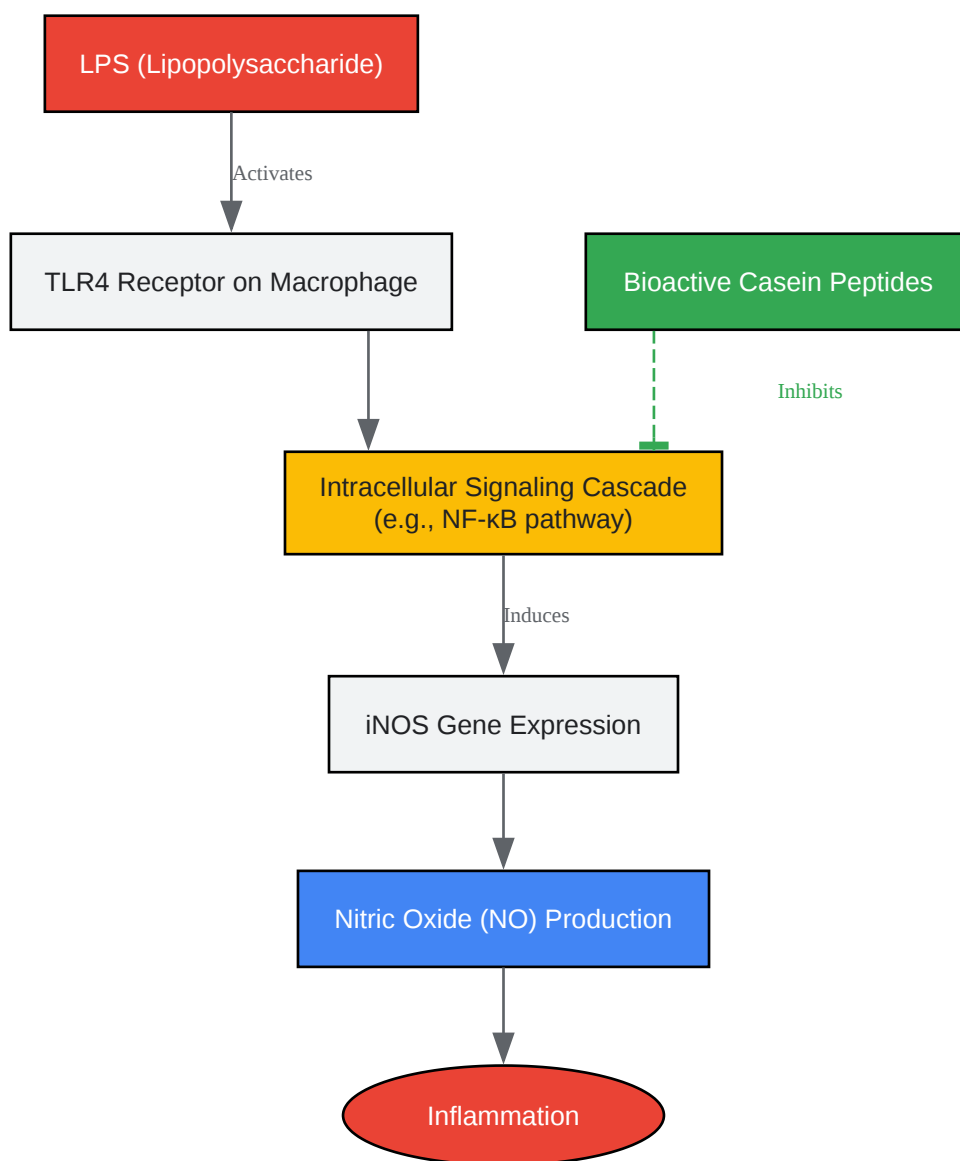 LPS (Lipopolysaccharide)
Activates
TLR4 Receptor on Macrophage
Bioactive Casein Peptides
Inhibits
Intracellular Signaling Cascade
(e.g., NF-κB pathway)
Induces
iNOS Gene Expression
Nitric Oxide (NO) Production
Inflammation